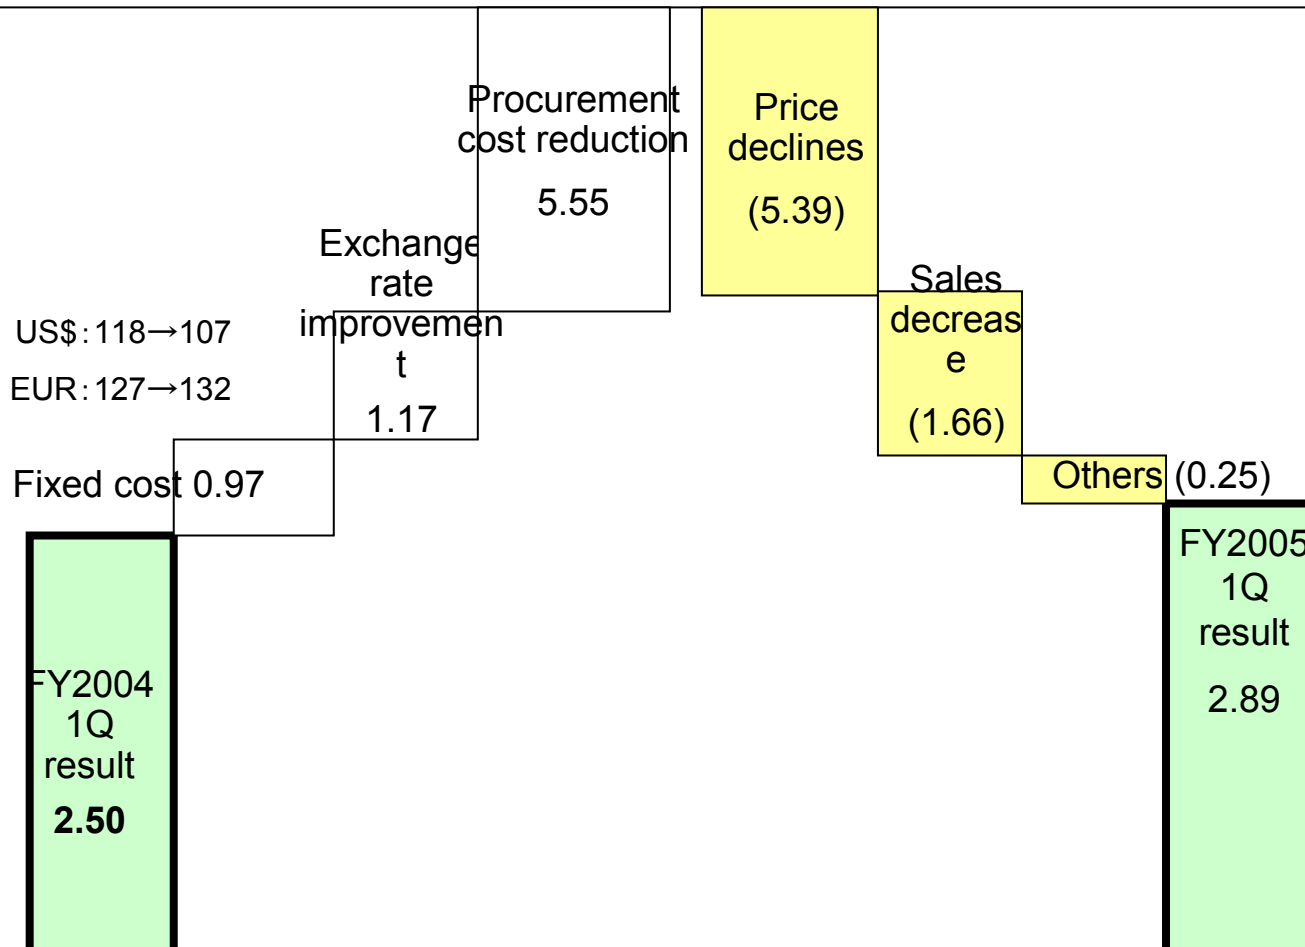 Procurement
cost reduction
5.55
Price
declines
(5.39)
Exchange
rate
improvemen
t
1.17
Sales
decreas
e
(1.66)
US$:118→107
EUR:127→132
Fixed cost 0.97
Others (0.25)
FY2004
1Q
result
2.50
FY2005
1Q
result
2.89